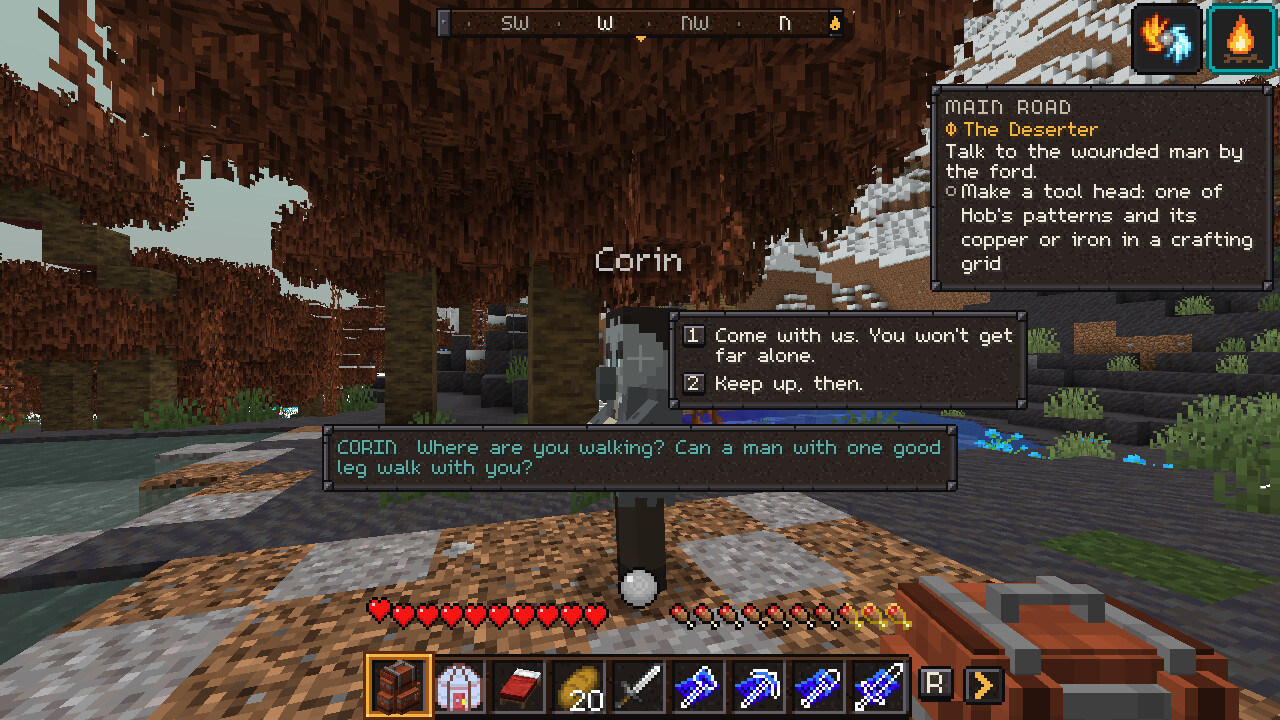 SW W NW N
MAIN ROAD
The Deserter
Talk to the wounded man by
the ford.
Make a tool head: one of
Hob's patterns and its
copper or iron in a crafting
grid
Corin
1 Come with us. You won't get
far alone.
2 Keep up, then.
CORIN Where are you walking? Can a man with one good
leg walk with you?
20
R